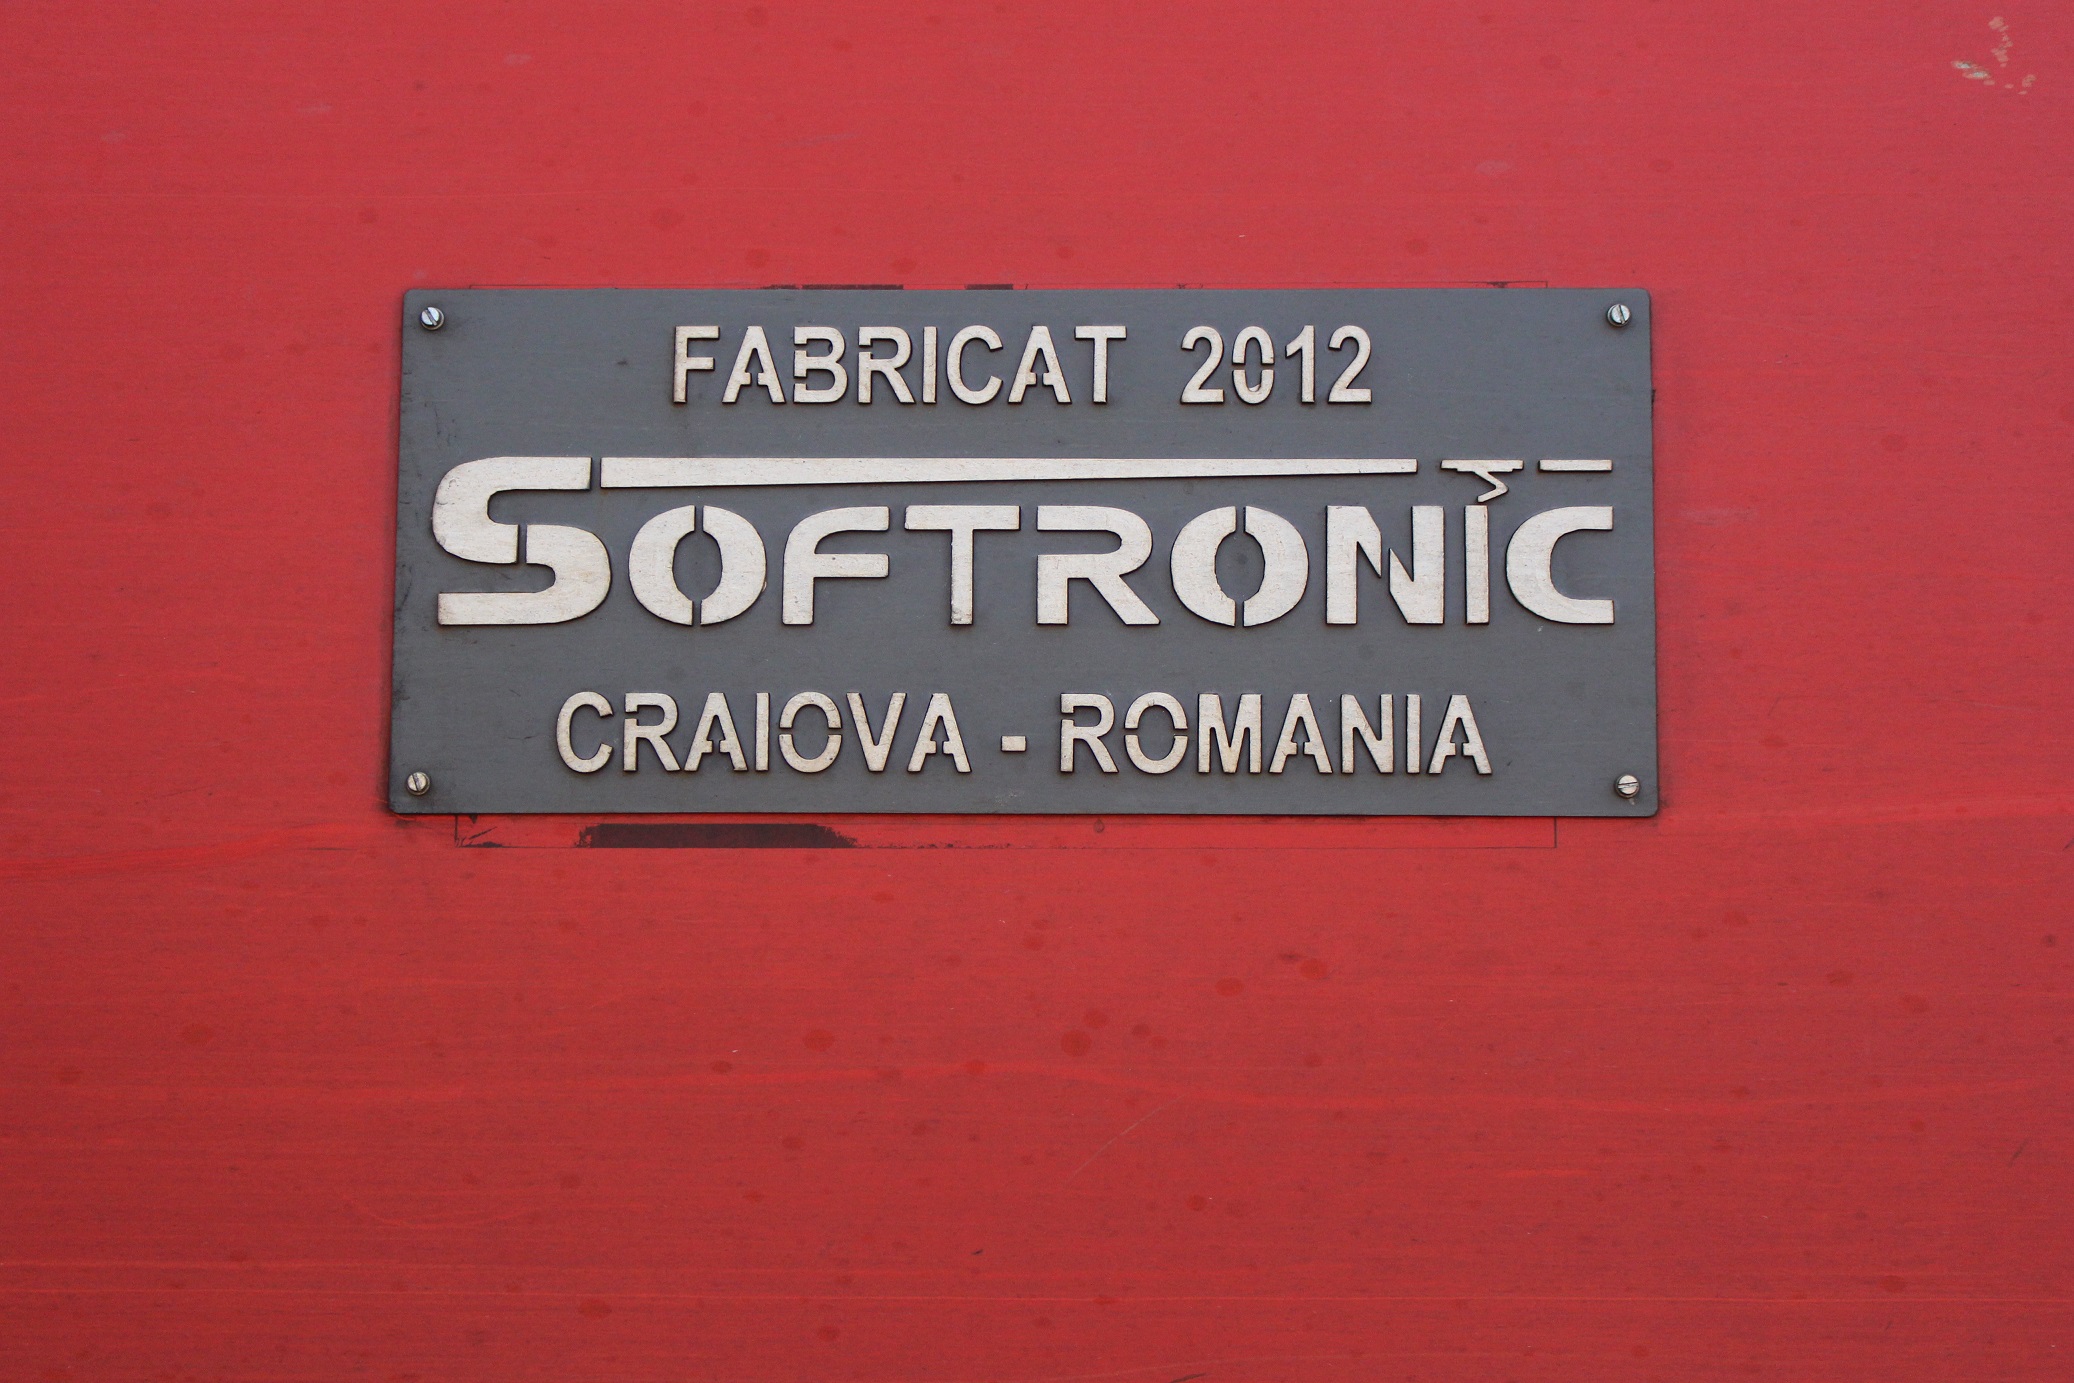 FABRICAT 2012
SOFTRONIC
CRAIOVA - ROMANIA